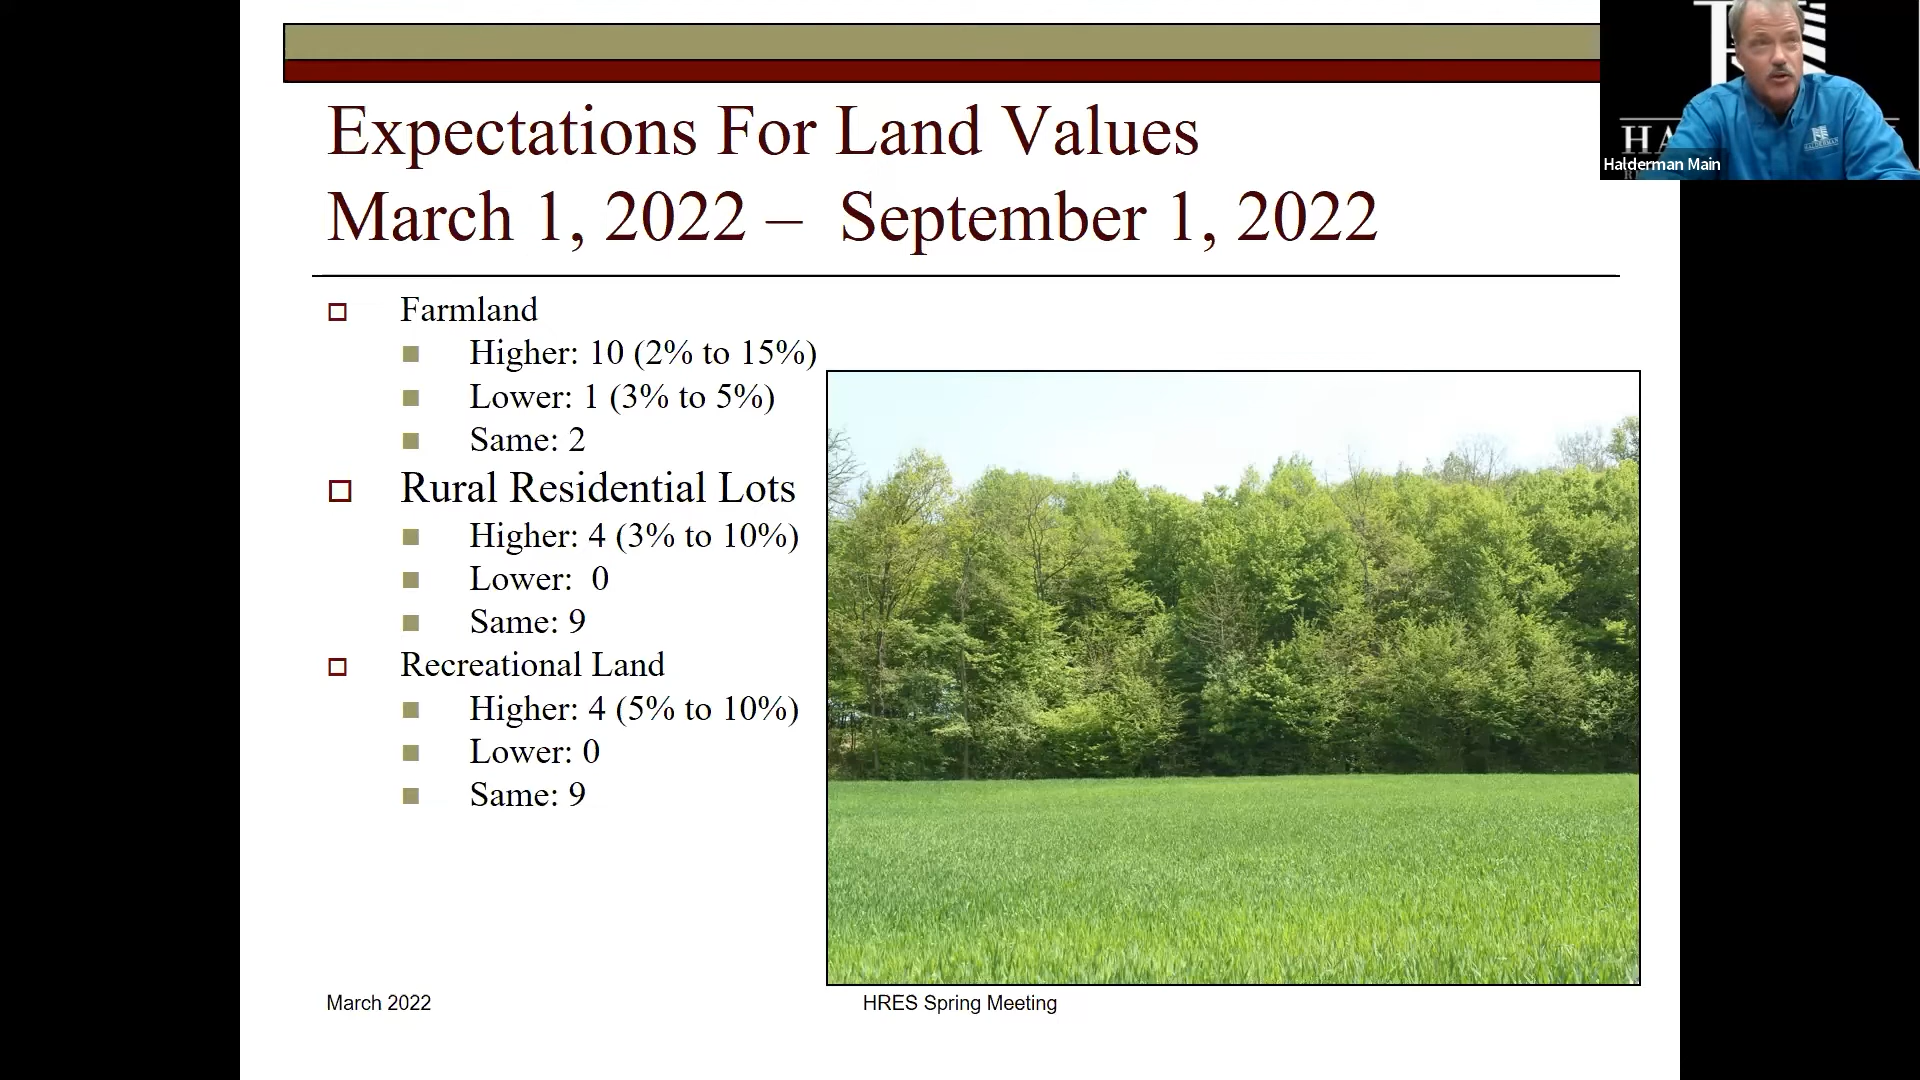 Expectations For Land Values
March 1, 2022 – September 1, 2022
Farmland
Higher: 10 (2% to 15%)
Lower: 1 (3% to 5%)
Same: 2
Rural Residential Lots
Higher: 4 (3% to 10%)
Lower: 0
Same: 9
Recreational Land
Higher: 4 (5% to 10%)
Lower: 0
Same: 9
March 2022
HRES Spring Meeting
Halderman Main
HALDERMAN